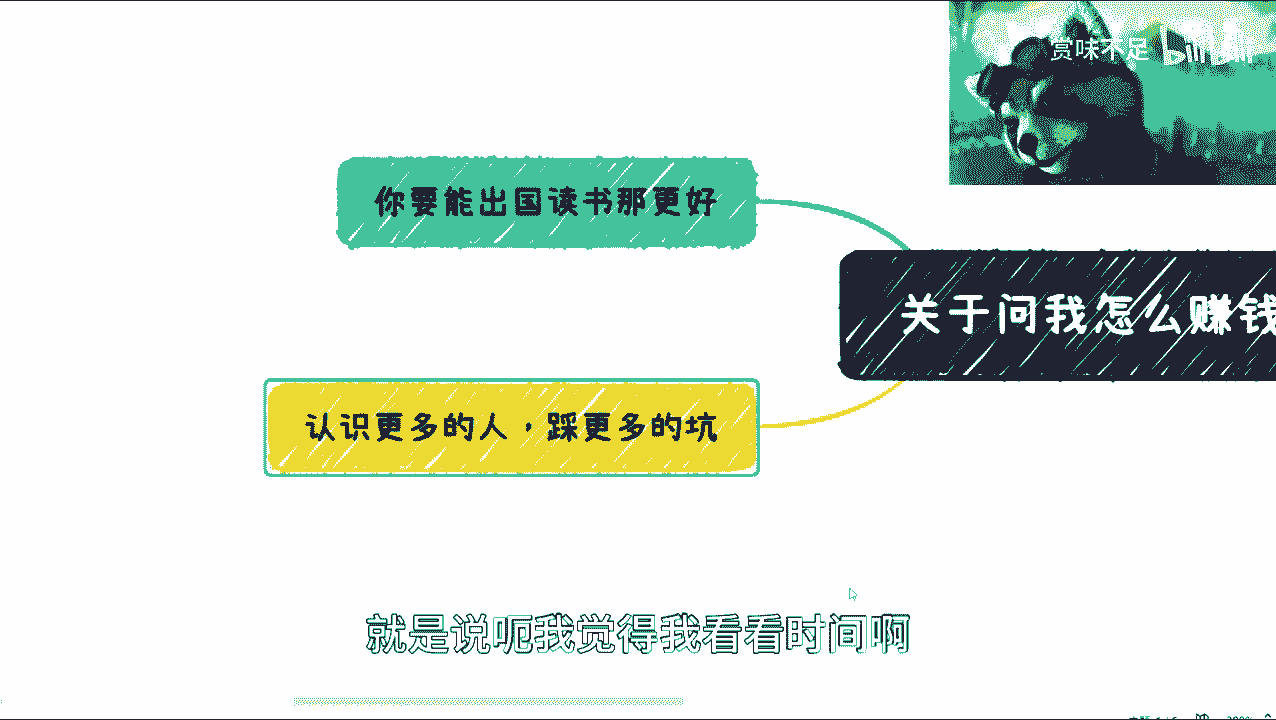 赏味不足 bilibili
你要能出国读书那更好
关于问我怎么赚钱
认识更多的人，踩更多的坑
就是说呃我觉得我看看时间啊